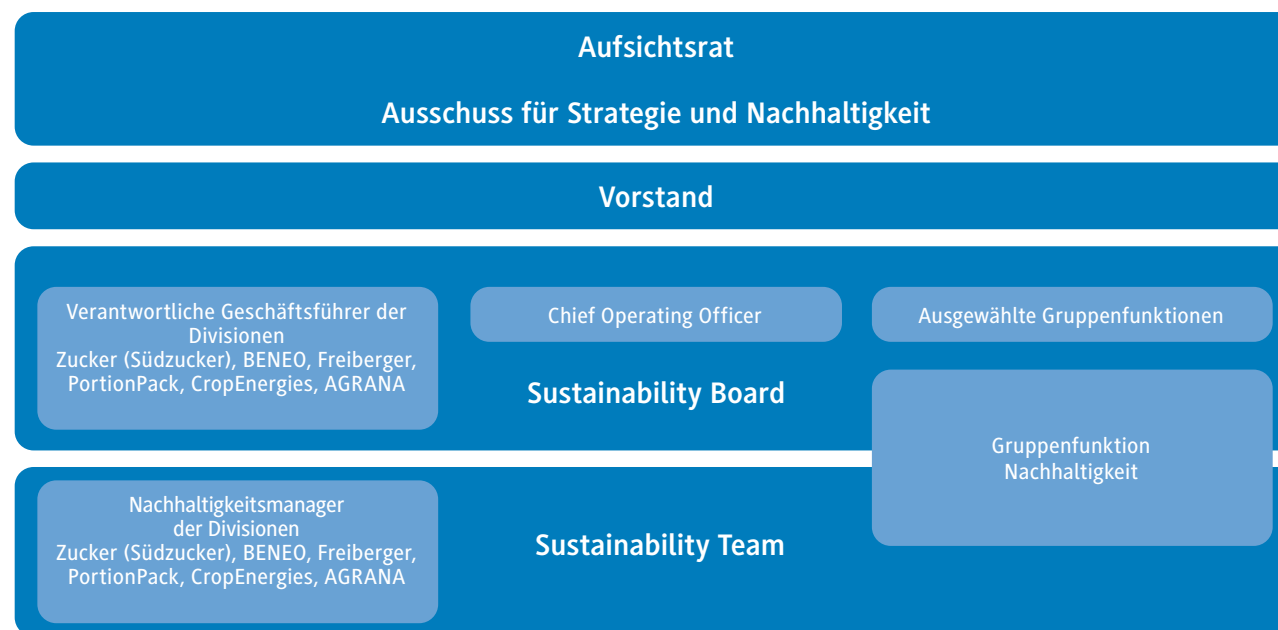 Aufsichtsrat
Ausschuss für Strategie und Nachhaltigkeit
Vorstand
Verantwortliche Geschäftsführer der
Divisionen
Zucker (Südzucker), BENEO, Freiberger,
PortionPack, CropEnergies, AGRANA
Chief Operating Officer
Ausgewählte Gruppenfunktionen
Sustainability Board
Gruppenfunktion
Nachhaltigkeit
Nachhaltigkeitsmanager
der Divisionen
Zucker (Südzucker), BENEO, Freiberger,
PortionPack, CropEnergies, AGRANA
Sustainability Team